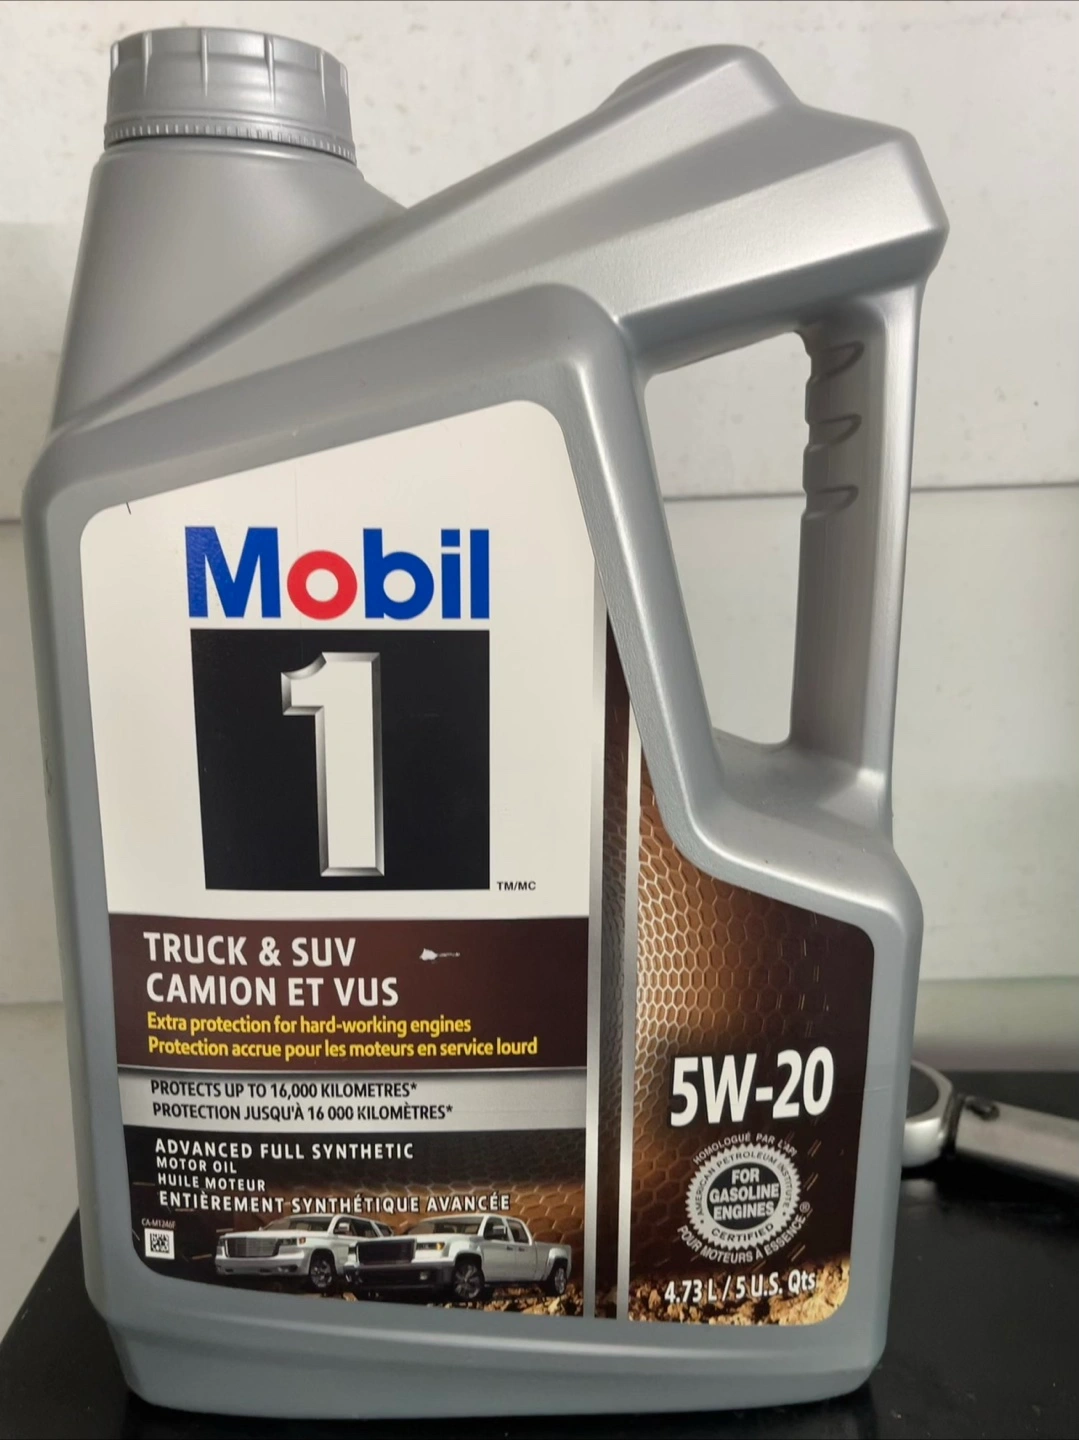 Mobil
1
TM/MC
TRUCK & SUV
CAMION ET VUS
Extra protection for hard-working engines
Protection accrue pour les moteurs en service lourd
PROTECTS UP TO 16,000 KILOMETRES*
PROTECTION JUSQU'À 16 000 KILOMÈTRES*
ADVANCED FULL SYNTHETIC
MOTOR OIL
HUILE MOTEUR
ENTIÈREMENT SYNTHÉTIQUE AVANCÉE
CA-M1246F
5W-20
HOMOLOGUÉ PAR L'API
AMERICAN PETROLEUM INSTITUTE
FOR
GASOLINE
ENGINES
CERTIFIED
POUR MOTEURS À ESSENCE®
4.73 L / 5 U.S. Qts